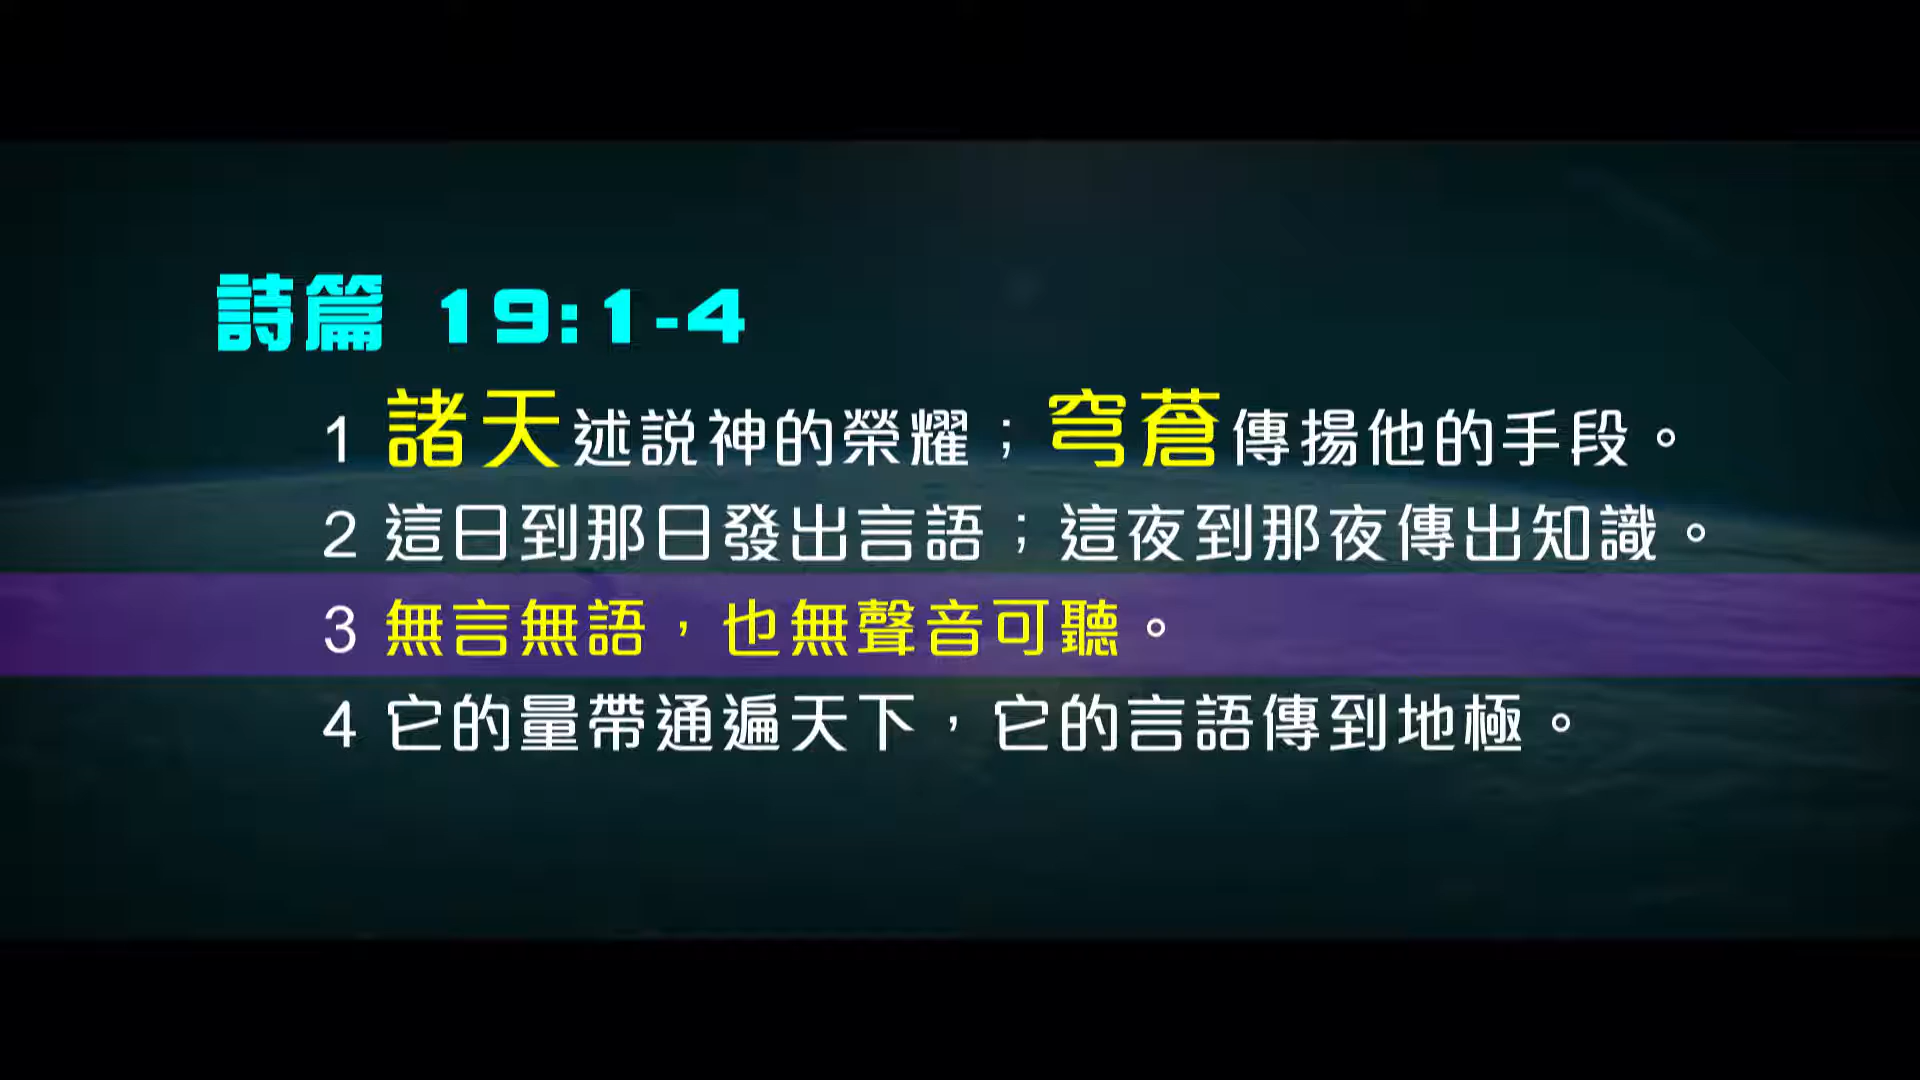 詩篇 19:1-4
1 諸天述説神的榮耀；穹蒼傳揚他的手段。
2 這日到那日發出言語；這夜到那夜傳出知識。
3 無言無語，也無聲音可聽。
4 它的量帶通遍天下，它的言語傳到地極。